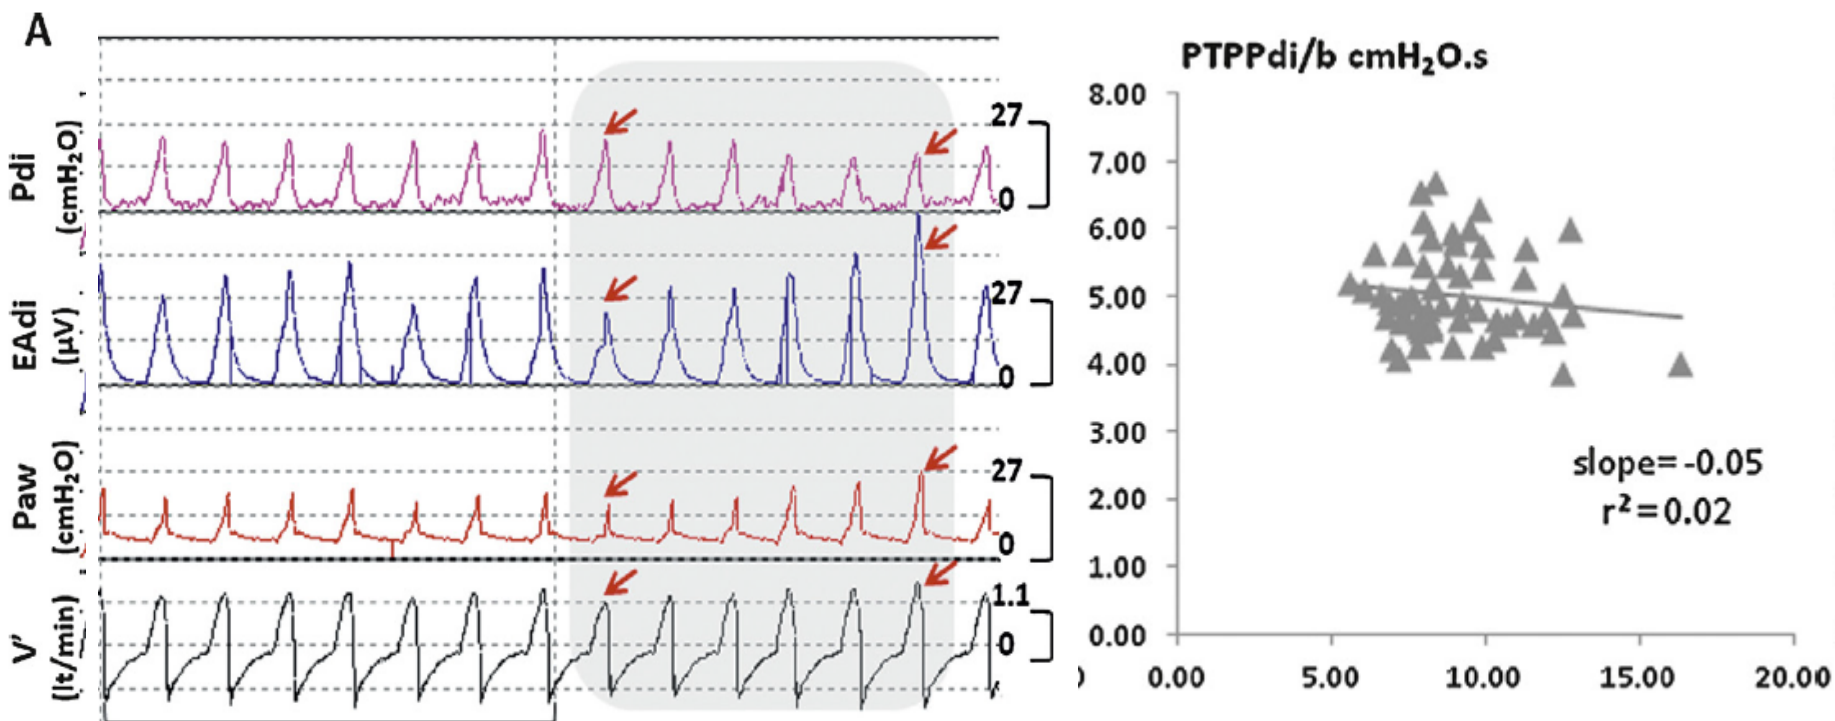 A
Pdi
(cmH₂O)
27
0
EAdi
(μV)
27
0
Paw
(cmH₂O)
27
0
V'
(lt/min)
1.1
0
PTPPdi/b cmH₂O.s
8.00
7.00
6.00
5.00
4.00
3.00
2.00
1.00
0.00
slope= -0.05
r²=0.02
0.00 5.00 10.00 15.00 20.00